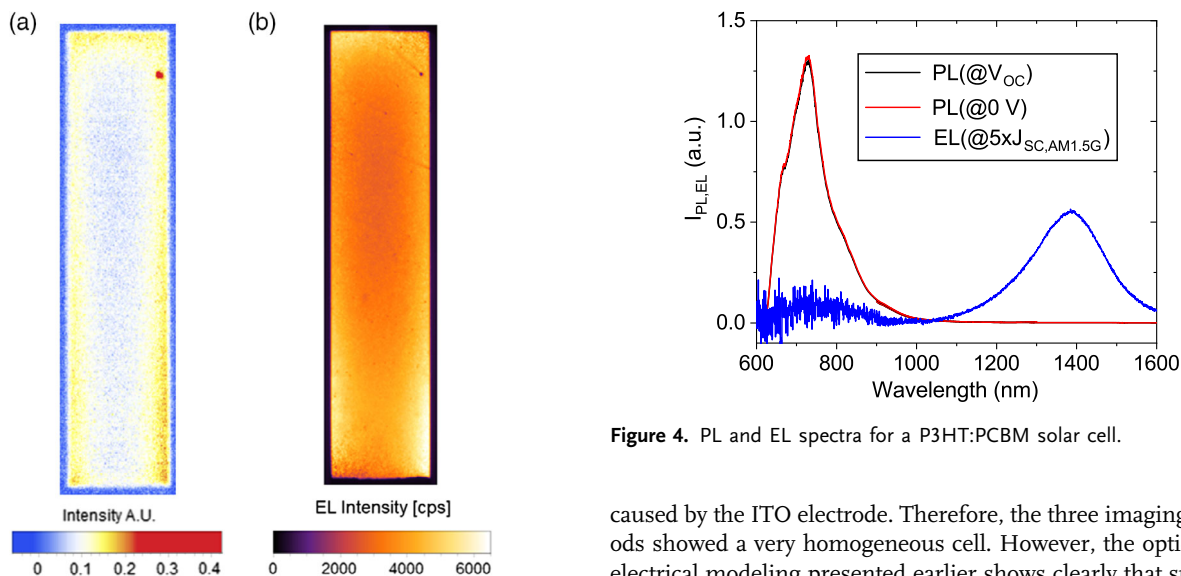 (a)
(b)
Intensity A.U.
0 0.1 0.2 0.3 0.4
EL Intensity [cps]
0 2000 4000 6000
1.5
1.0
0.5
0.0
I_PL,EL (a.u.)
PL(@V_OC)
PL(@0 V)
EL(@5xJ_SC,AM1.5G)
600 800 1000 1200 1400 1600
Wavelength (nm)
Figure 4. PL and EL spectra for a P3HT:PCBM solar cell.
caused by the ITO electrode. Therefore, the three imaging
ods showed a very homogeneous cell. However, the opti
electrical modeling presented earlier shows clearly that